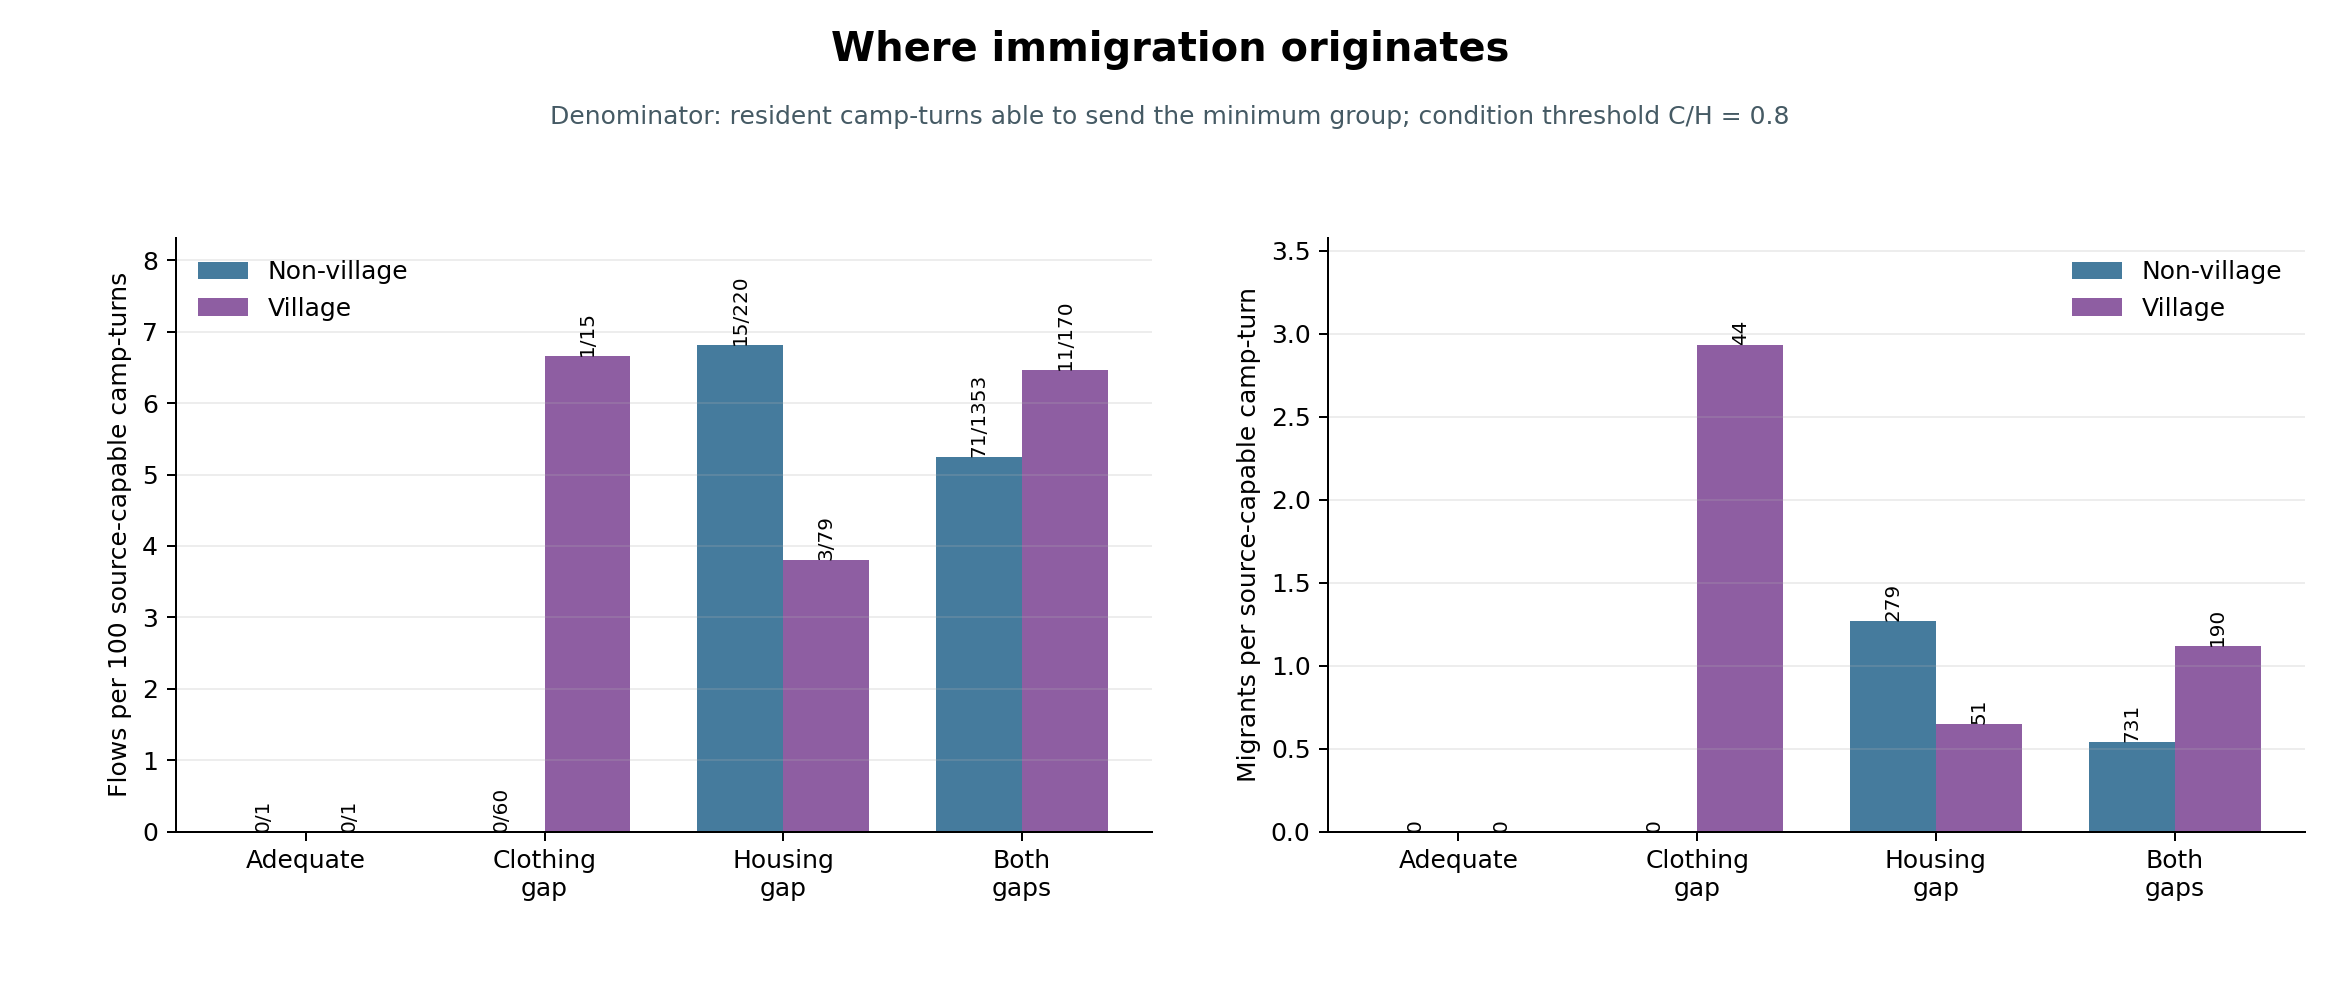 Where immigration originates
Denominator: resident camp-turns able to send the minimum group; condition threshold C/H = 0.8
Flows per 100 source-capable camp-turns
8
7
6
5
4
3
2
1
0
Non-village
Village
0/1
0/1
0/60
1/15
15/220
3/79
71/1353
11/170
Adequate
Clothing
gap
Housing
gap
Both
gaps
Migrants per source-capable camp-turn
3.5
3.0
2.5
2.0
1.5
1.0
0.5
0.0
Non-village
Village
0
0
0
44
279
51
731
190
Adequate
Clothing
gap
Housing
gap
Both
gaps